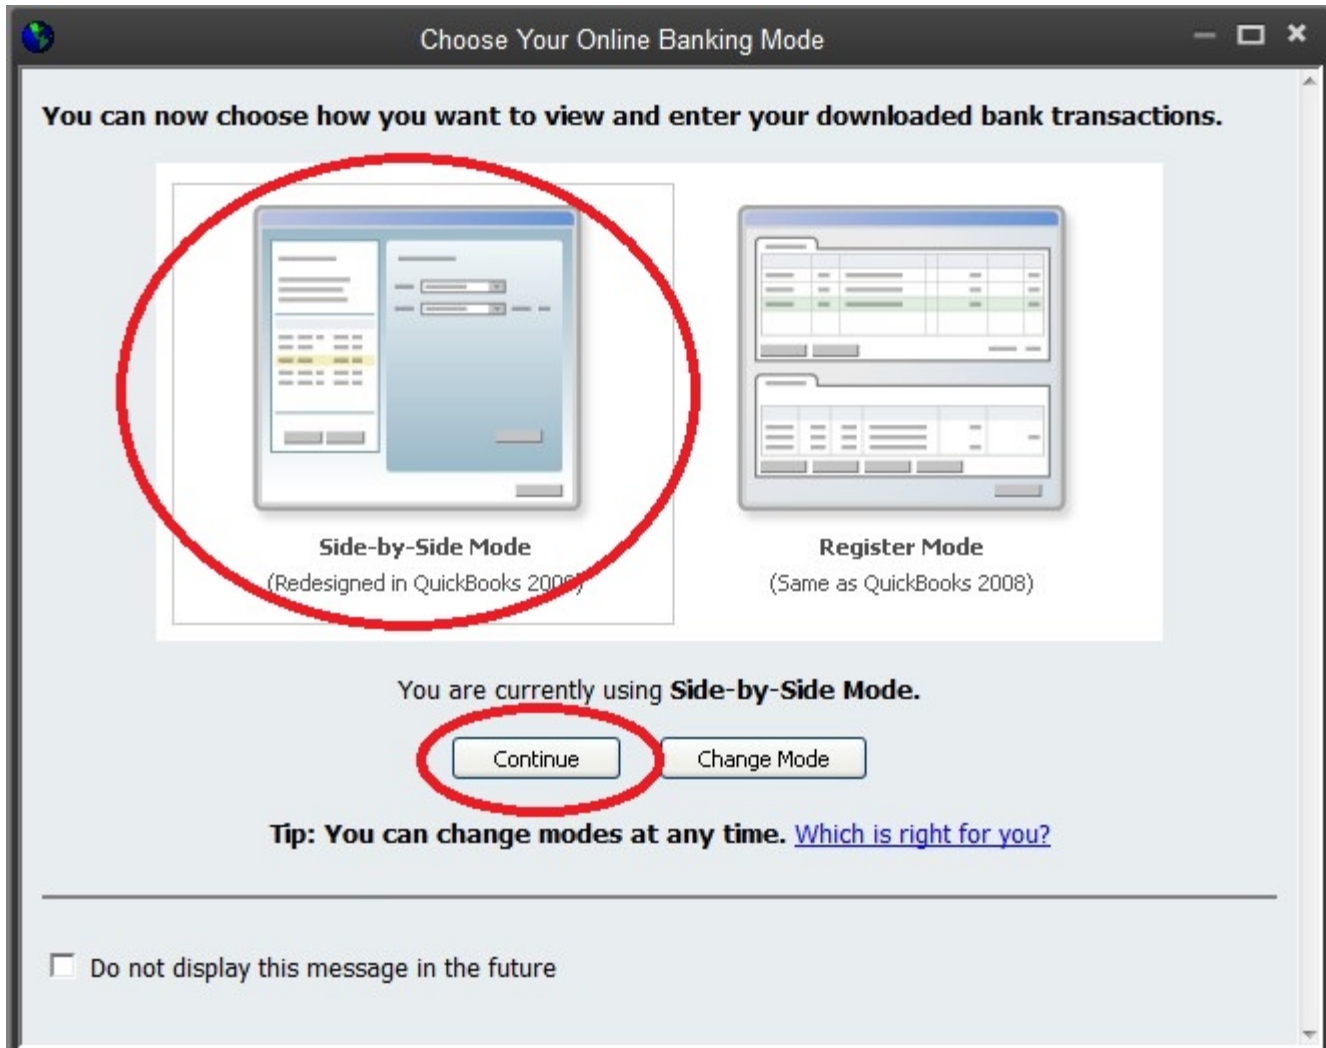 Choose Your Online Banking Mode
You can now choose how you want to view and enter your downloaded bank transactions.
Side-by-Side Mode
(Redesigned in QuickBooks 2009)
Register Mode
(Same as QuickBooks 2008)
You are currently using Side-by-Side Mode.
Continue
Change Mode
Tip: You can change modes at any time. Which is right for you?
Do not display this message in the future